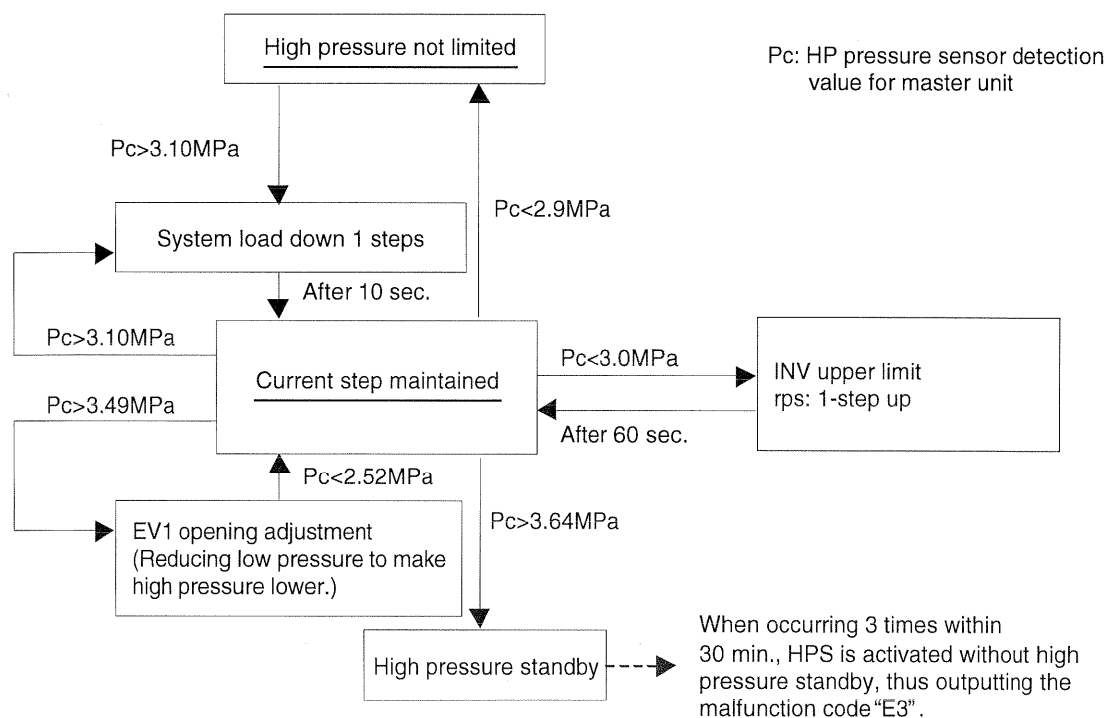 High pressure not limited
Pc: HP pressure sensor detection
value for master unit
Pc>3.10MPa
Pc<2.9MPa
System load down 1 steps
After 10 sec.
Pc>3.10MPa
Pc<3.0MPa
Current step maintained
INV upper limit
rps: 1-step up
Pc>3.49MPa
After 60 sec.
Pc<2.52MPa
EV1 opening adjustment
(Reducing low pressure to make
high pressure lower.)
Pc>3.64MPa
High pressure standby
When occurring 3 times within
30 min., HPS is activated without high
pressure standby, thus outputting the
malfunction code “E3”.